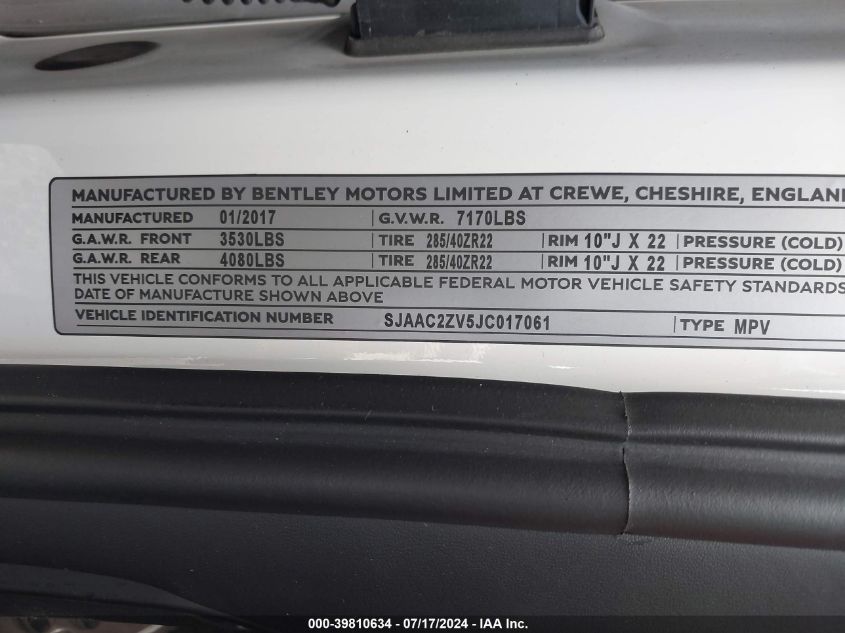 MANUFACTURED BY BENTLEY MOTORS LIMITED AT CREWE, CHESHIRE, ENGLAND
MANUFACTURED 01/2017 G.V.W.R. 7170LBS
G.A.W.R. FRONT 3530LBS TIRE 285/40ZR22 RIM 10"J X 22 PRESSURE (COLD)
G.A.W.R. REAR 4080LBS TIRE 285/40ZR22 RIM 10"J X 22 PRESSURE (COLD)
THIS VEHICLE CONFORMS TO ALL APPLICABLE FEDERAL MOTOR VEHICLE SAFETY STANDARDS
DATE OF MANUFACTURE SHOWN ABOVE
VEHICLE IDENTIFICATION NUMBER SJAAC2ZV5JC017061 TYPE MPV
000-39810634 - 07/17/2024 - IAA Inc.